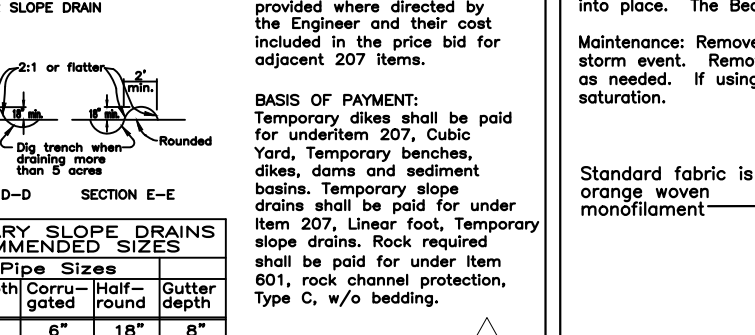 SLOPE DRAIN
2:1 or flatter
2'
min.
18" min.
18" min.
Rounded
Dig trench when
draining more
than 5 acres
D-D
SECTION E-E
RY SLOPE DRAINS
MMENDED SIZES
Pipe Sizes
th Corru- Half- Gutter
gated round depth
6" 18" 8"
provided where directed by
the Engineer and their cost
included in the price bid for
adjacent 207 items.
BASIS OF PAYMENT:
Temporary dikes shall be paid
for underitem 207, Cubic
Yard, Temporary benches,
dikes, dams and sediment
basins. Temporary slope
drains shall be paid for under
Item 207, Linear foot, Temporary
slope drains. Rock required
shall be paid for under Item
601, rock channel protection,
Type C, w/o bedding.
into place. The Bed
Maintenance: Remove
storm event. Remo
as needed. If using
saturation.
Standard fabric is
orange woven
monofilament